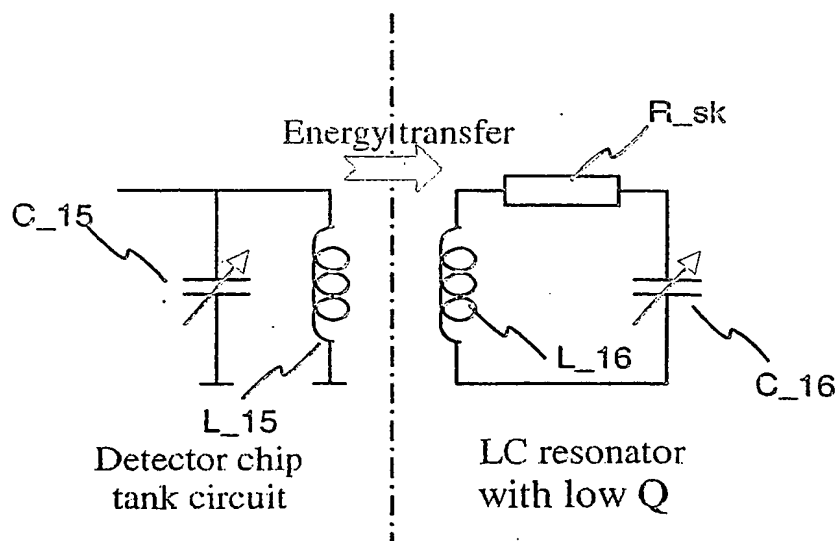 Energy transfer
R_sk
C_15
L_16
C_16
L_15
Detector chip
tank circuit
LC resonator
with low Q